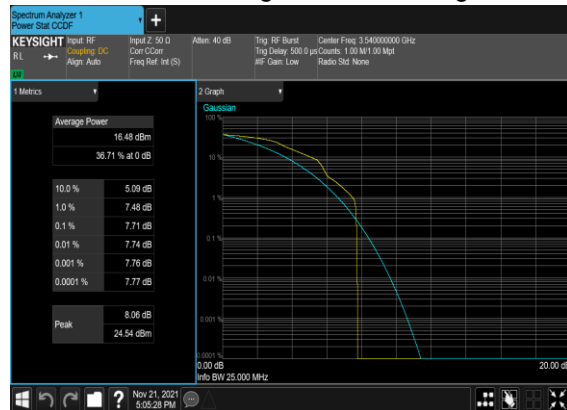 Spectrum Analyzer 1
Power Stat CCDF
+
KEYSIGHT
R L
Input: RF
Coupling: DC
Align: Auto
Input Z: 50 Ω
Corr CCorr
Freq Ref: Int (S)
Atten: 40 dB
Trig: RF Burst
Trig Delay: 500.0 µs
#IF Gain: Low
Center Freq: 3.540000000 GHz
Counts: 1.00 M/1.00 Mpt
Radio Std: None
1 Metrics
Average Power
16.48 dBm
36.71 % at 0 dB
10.0 % 5.09 dB
1.0 % 7.48 dB
0.1 % 7.71 dB
0.01 % 7.74 dB
0.001 % 7.76 dB
0.0001 % 7.77 dB
Peak
8.06 dB
24.54 dBm
2 Graph
Gaussian
100 %
10 %
1 %
0.1 %
0.01 %
0.001 %
0.0001 %
0.00 dB
20.00 dB
Info BW 25.000 MHz
?
Nov 21, 2021
5:05:28 PM